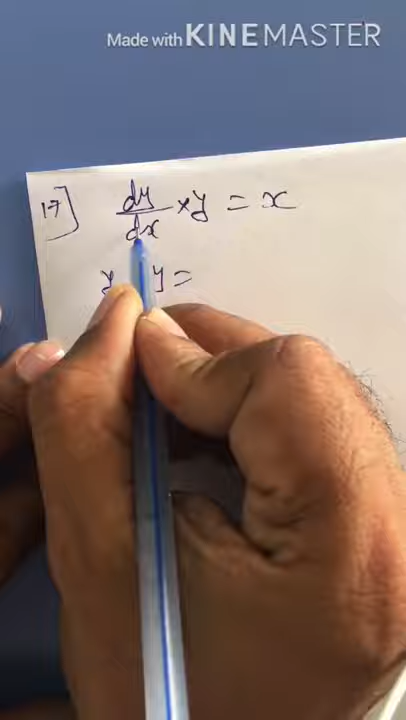 Made with KINEMASTER
17] dy/dx × y = x
y y =